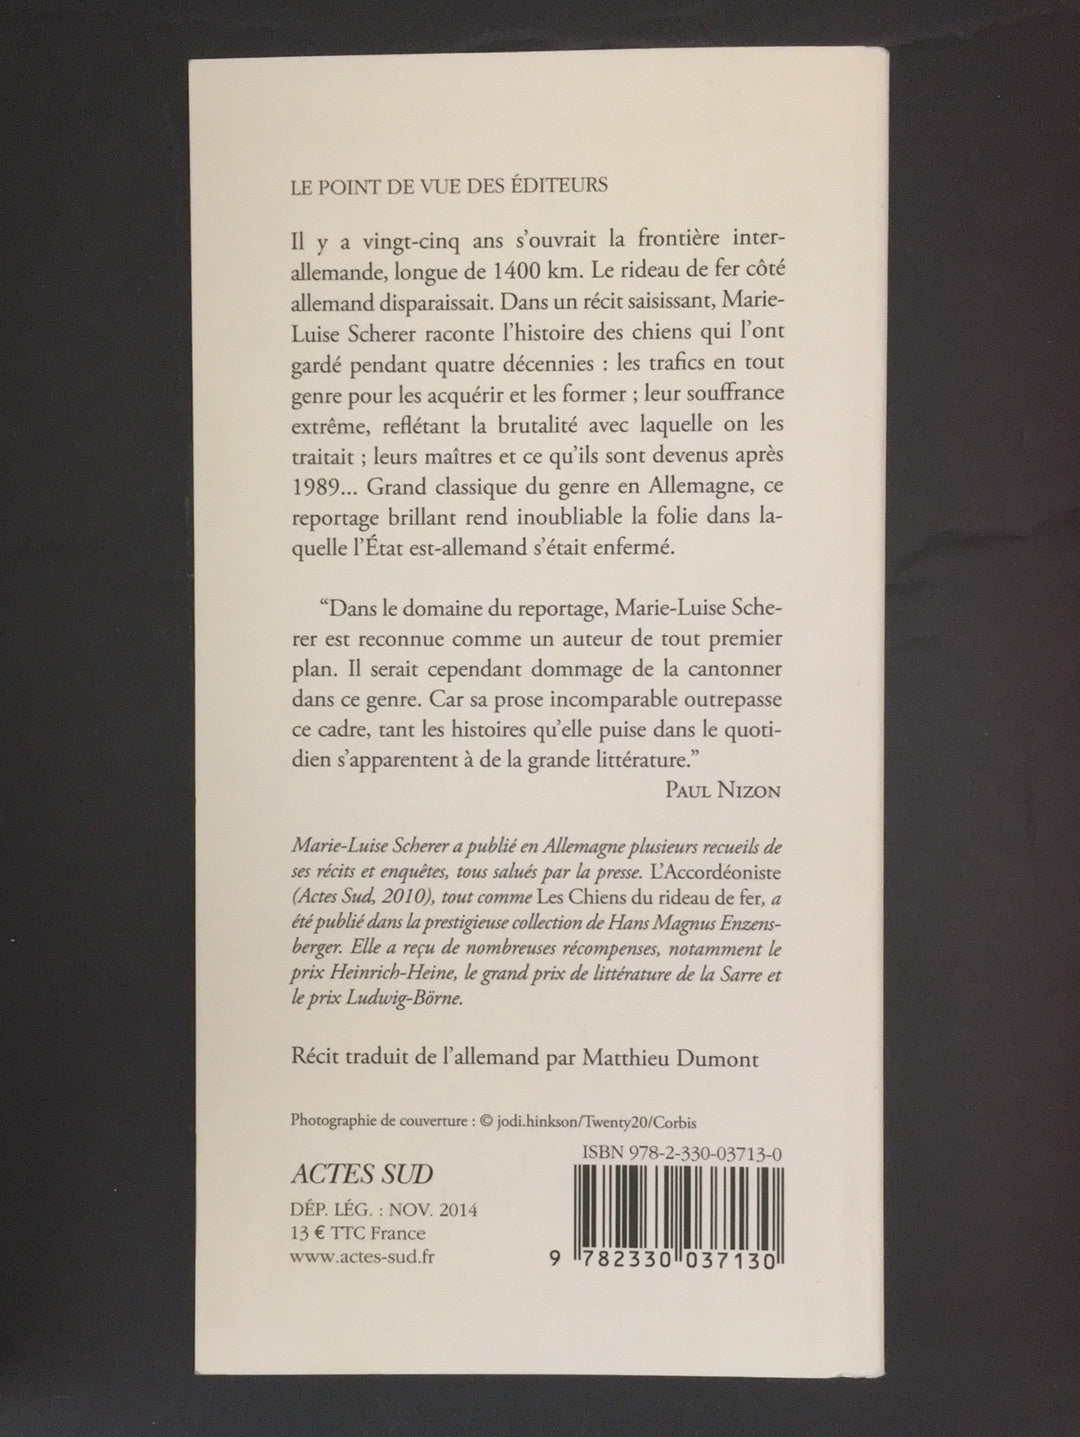 LE POINT DE VUE DES ÉDITEURS
Il y a vingt-cinq ans s'ouvrait la frontière inter-
allemande, longue de 1400 km. Le rideau de fer côté
allemand disparaissait. Dans un récit saisissant, Marie-
Luise Scherer raconte l'histoire des chiens qui l'ont
gardé pendant quatre décennies : les trafics en tout
genre pour les acquérir et les former ; leur souffrance
extrême, reflétant la brutalité avec laquelle on les
traitait ; leurs maîtres et ce qu'ils sont devenus après
1989... Grand classique du genre en Allemagne, ce
reportage brillant rend inoubliable la folie dans la-
quelle l'État est-allemand s'était enfermé.
“Dans le domaine du reportage, Marie-Luise Sche-
rer est reconnue comme un auteur de tout premier
plan. Il serait cependant dommage de la cantonner
dans ce genre. Car sa prose incomparable outrepasse
ce cadre, tant les histoires qu'elle puise dans le quoti-
dien s'apparentent à de la grande littérature.”
PAUL NIZON
Marie-Luise Scherer a publié en Allemagne plusieurs recueils de
ses récits et enquêtes, tous salués par la presse. L'Accordéoniste
(Actes Sud, 2010), tout comme Les Chiens du rideau de fer, a
été publié dans la prestigieuse collection de Hans Magnus Enzens-
berger. Elle a reçu de nombreuses récompenses, notamment le
prix Heinrich-Heine, le grand prix de littérature de la Sarre et
le prix Ludwig-Börne.
Récit traduit de l'allemand par Matthieu Dumont
Photographie de couverture : © jodi.hinkson/Twenty20/Corbis
ISBN 978-2-330-03713-0
ACTES SUD
DÉP. LÉG. : NOV. 2014
13 € TTC France
www.actes-sud.fr
9 782330 037130